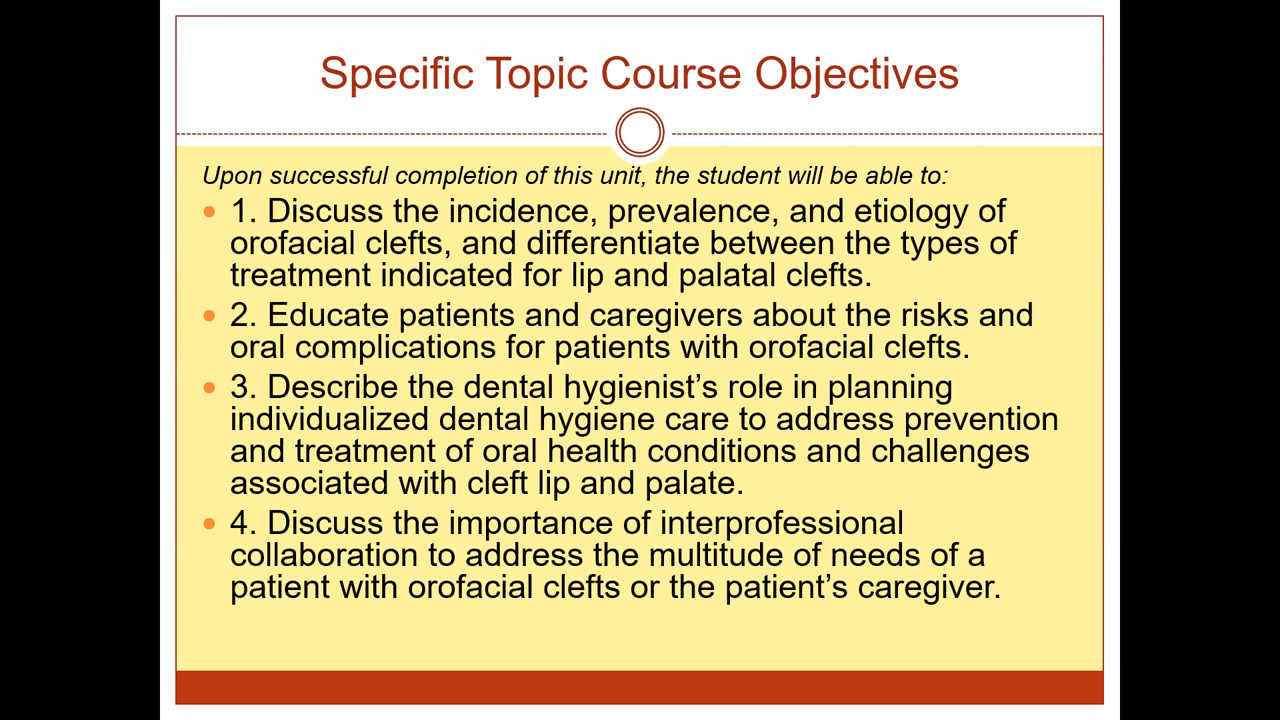 Specific Topic Course Objectives
Upon successful completion of this unit, the student will be able to:
• 1. Discuss the incidence, prevalence, and etiology of
orofacial clefts, and differentiate between the types of
treatment indicated for lip and palatal clefts.
• 2. Educate patients and caregivers about the risks and
oral complications for patients with orofacial clefts.
• 3. Describe the dental hygienist’s role in planning
individualized dental hygiene care to address prevention
and treatment of oral health conditions and challenges
associated with cleft lip and palate.
• 4. Discuss the importance of interprofessional
collaboration to address the multitude of needs of a
patient with orofacial clefts or the patient’s caregiver.